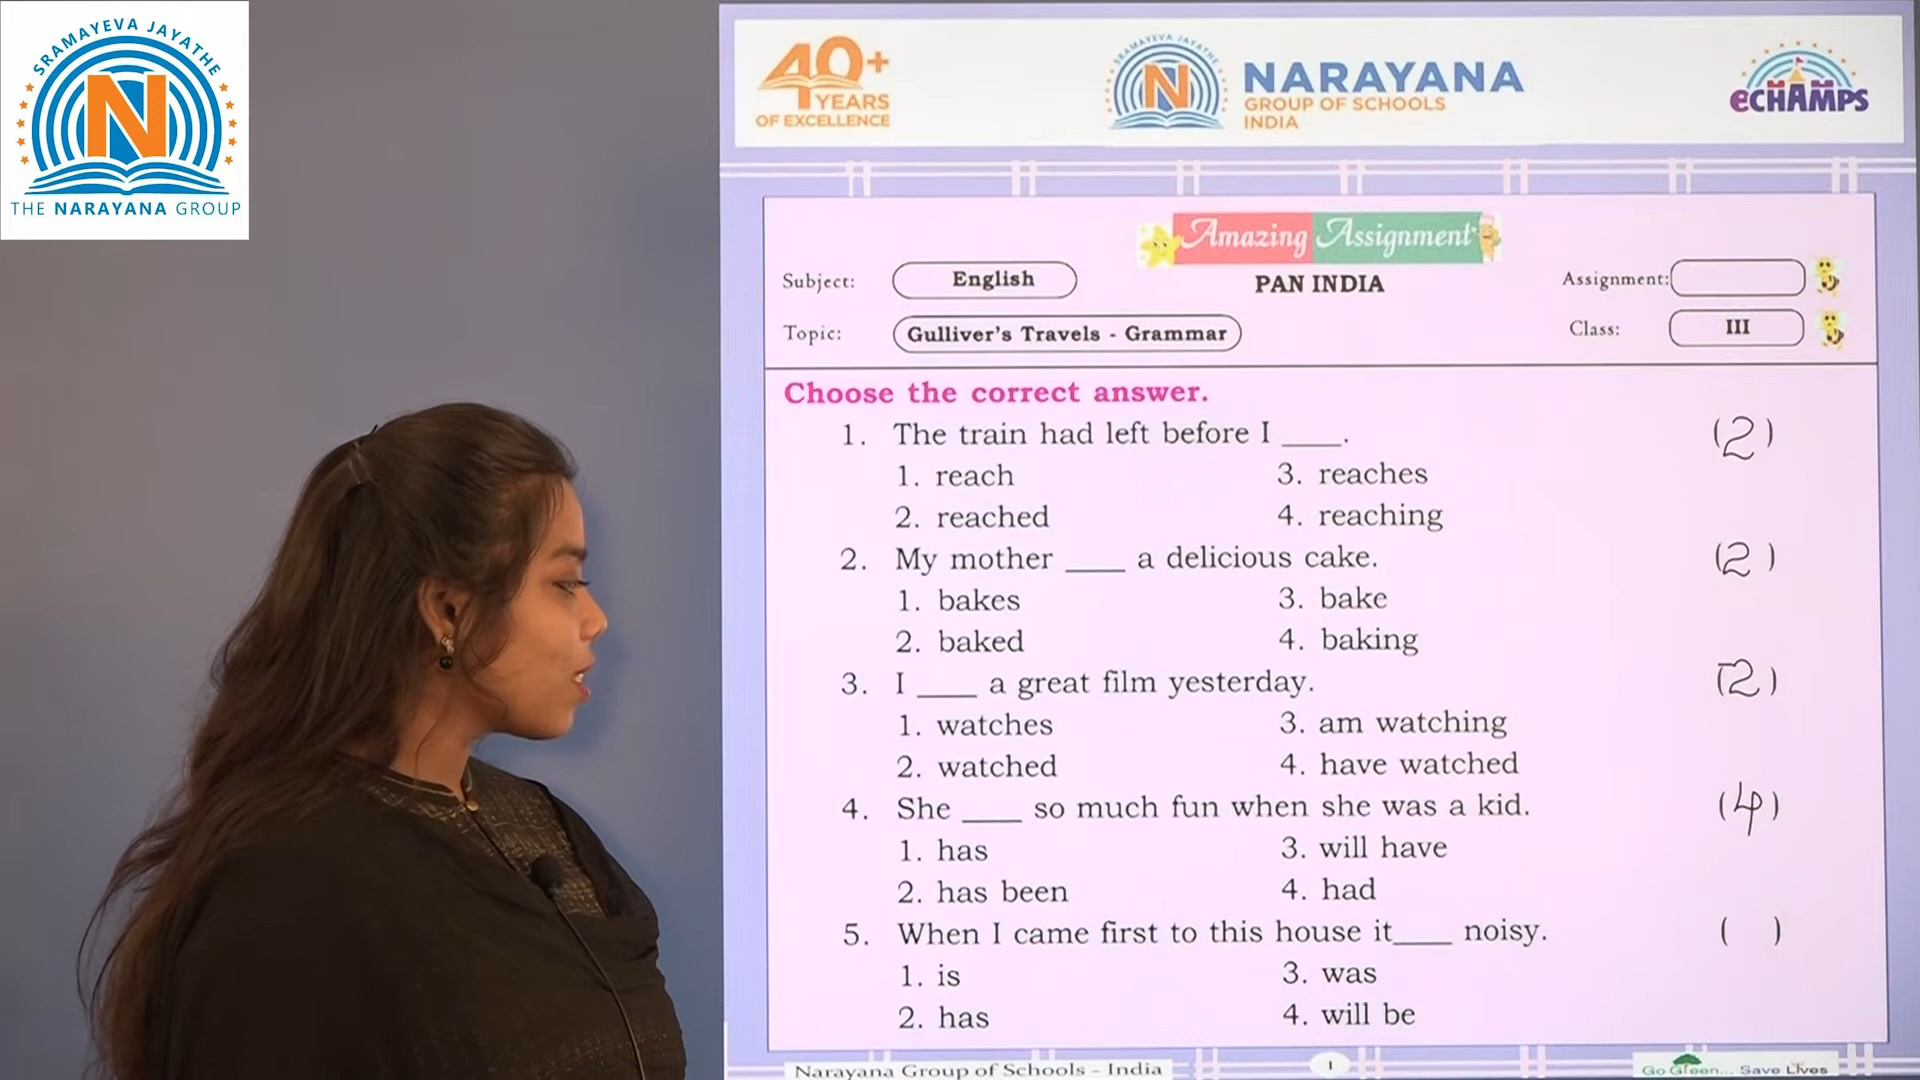 SRAMAYEVA JAYATHE
N
THE NARAYANA GROUP
40+
YEARS
OF EXCELLENCE
SRAMAYEVA JAYATHE
N
NARAYANA
GROUP OF SCHOOLS
INDIA
eCHAMPS
Amazing Assignment
Subject: English PAN INDIA Assignment:
Topic: Gulliver's Travels - Grammar Class: III
Choose the correct answer.
1. The train had left before I ____. (2)
1. reach 3. reaches
2. reached 4. reaching
2. My mother ____ a delicious cake. (2)
1. bakes 3. bake
2. baked 4. baking
3. I ____ a great film yesterday. (2)
1. watches 3. am watching
2. watched 4. have watched
4. She ____ so much fun when she was a kid. (4)
1. has 3. will have
2. has been 4. had
5. When I came first to this house it____ noisy. ( )
1. is 3. was
2. has 4. will be
Narayana Group of Schools - India 1 Go Green... Save Lives